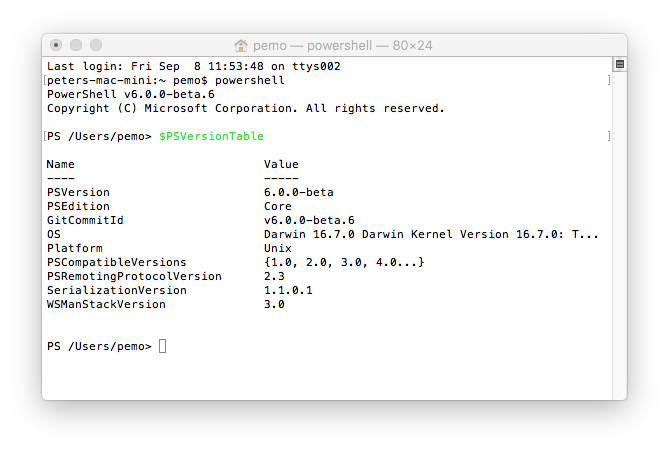 pemo — powershell — 80×24
Last login: Fri Sep  8 11:53:48 on ttys002
[peters-mac-mini:~ pemo$ powershell ]
PowerShell v6.0.0-beta.6
Copyright (C) Microsoft Corporation. All rights reserved.
[PS /Users/pemo> $PSVersionTable ]
Name                           Value
----                           -----
PSVersion                      6.0.0-beta
PSEdition                      Core
GitCommitId                    v6.0.0-beta.6
OS                             Darwin 16.7.0 Darwin Kernel Version 16.7.0: T...
Platform                       Unix
PSCompatibleVersions           {1.0, 2.0, 3.0, 4.0...}
PSRemotingProtocolVersion      2.3
SerializationVersion           1.1.0.1
WSManStackVersion              3.0
PS /Users/pemo>